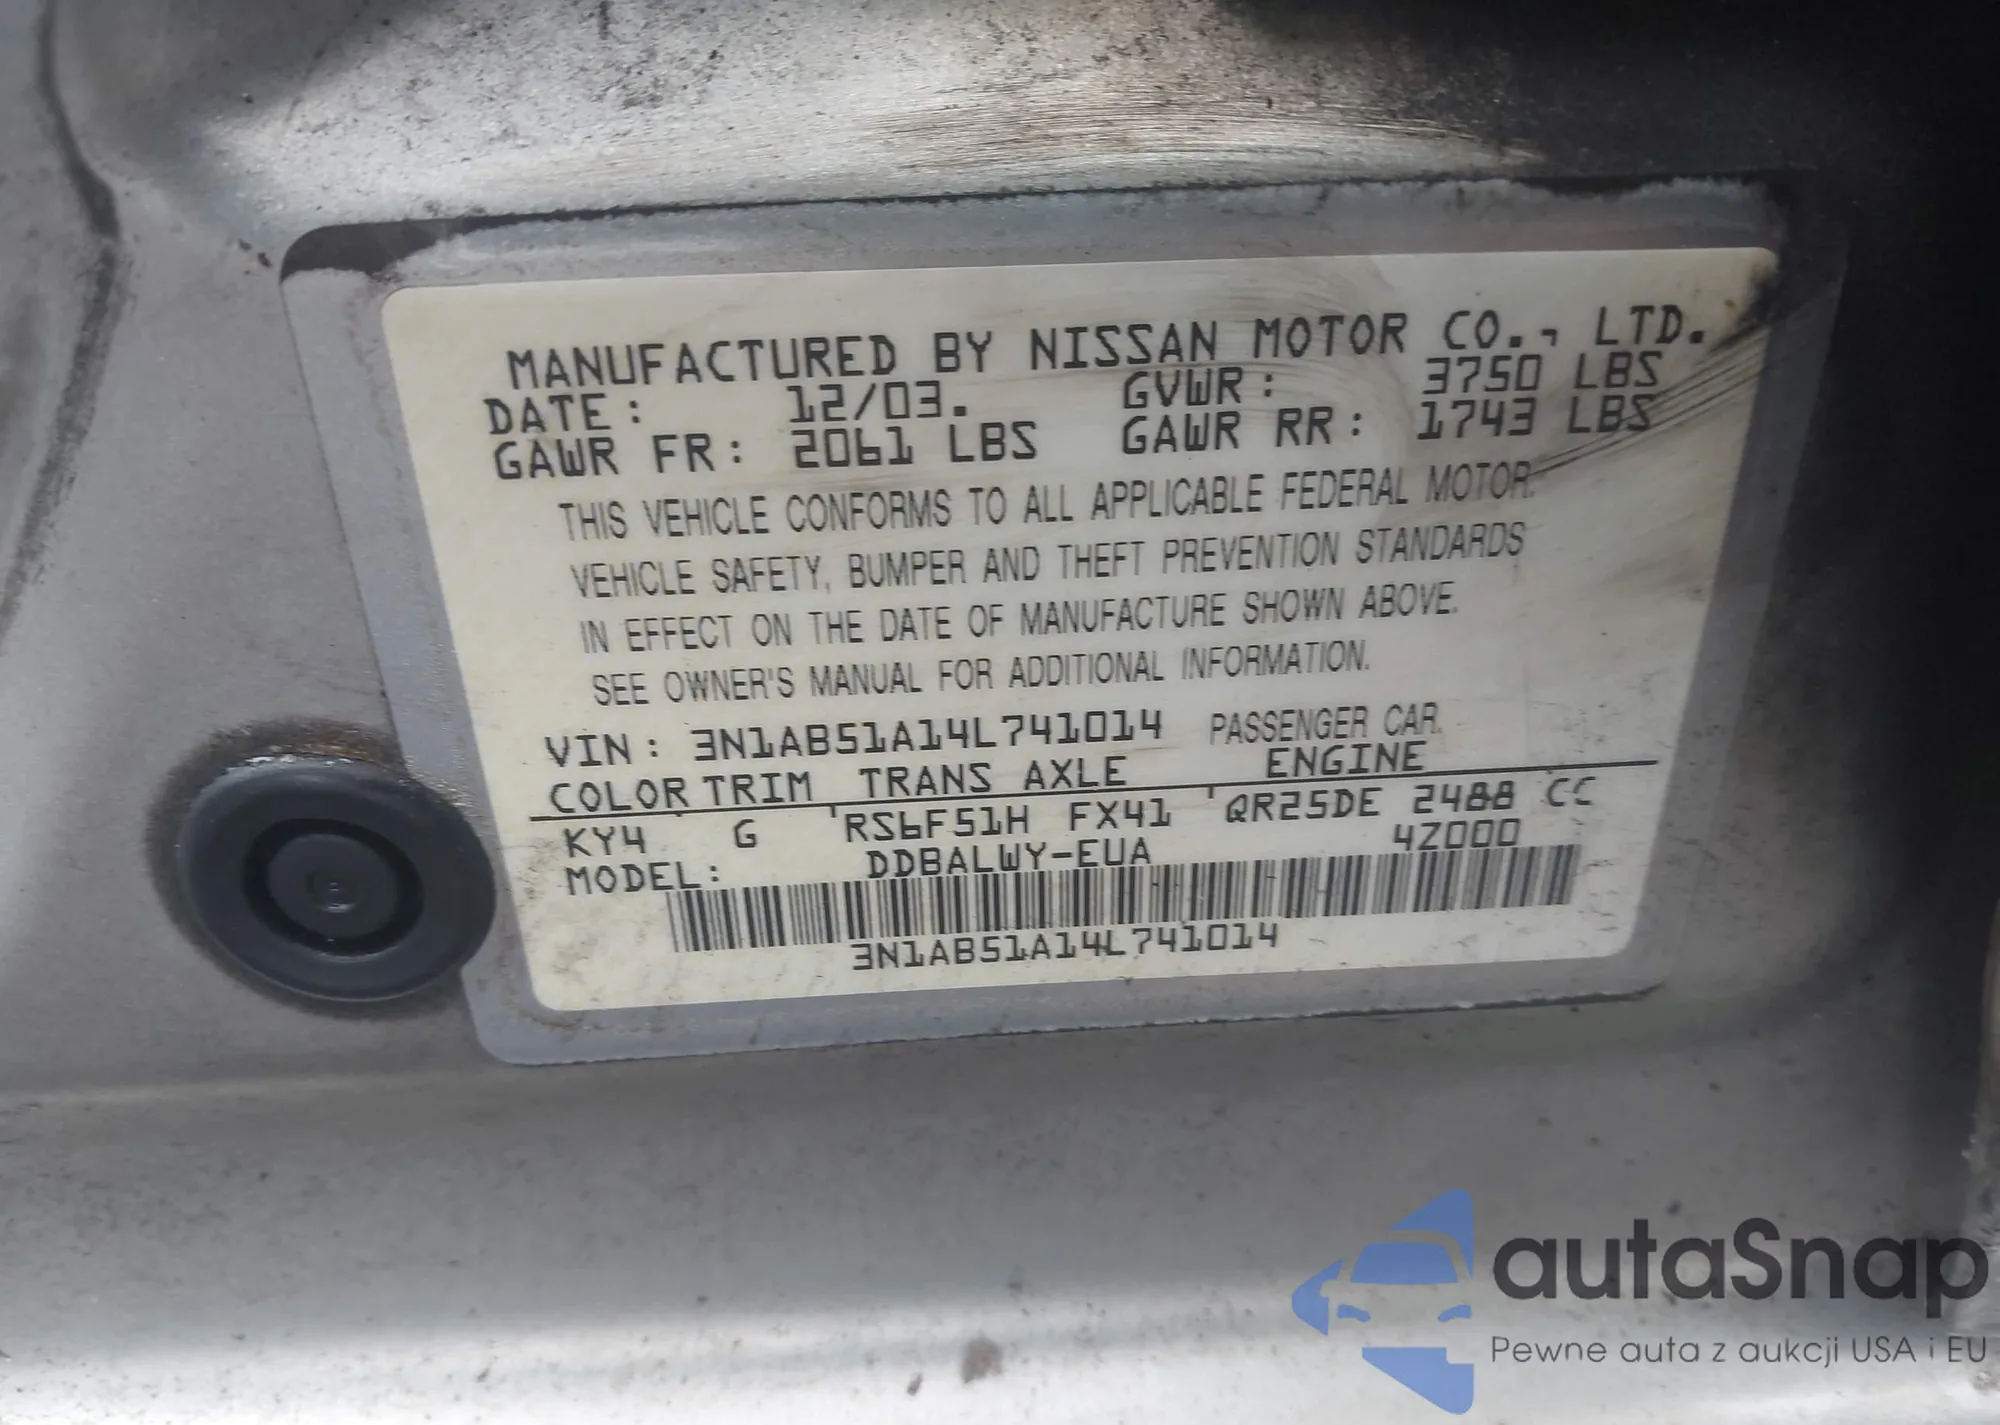 MANUFACTURED BY NISSAN MOTOR CO., LTD.
DATE: 12/03. GVWR: 3750 LBS
GAWR FR: 2061 LBS GAWR RR: 1743 LBS
THIS VEHICLE CONFORMS TO ALL APPLICABLE FEDERAL MOTOR
VEHICLE SAFETY, BUMPER AND THEFT PREVENTION STANDARDS
IN EFFECT ON THE DATE OF MANUFACTURE SHOWN ABOVE.
SEE OWNER'S MANUAL FOR ADDITIONAL INFORMATION.
VIN: 3N1AB51A14L741014 PASSENGER CAR.
COLOR TRIM TRANS AXLE ENGINE
KY4 G RS6F51H FX41 QR25DE 2488 CC
MODEL: DDBALWY-EUA 4Z000
3N1AB51A14L741014
autaSnap
Pewne auta z aukcji USA i EU